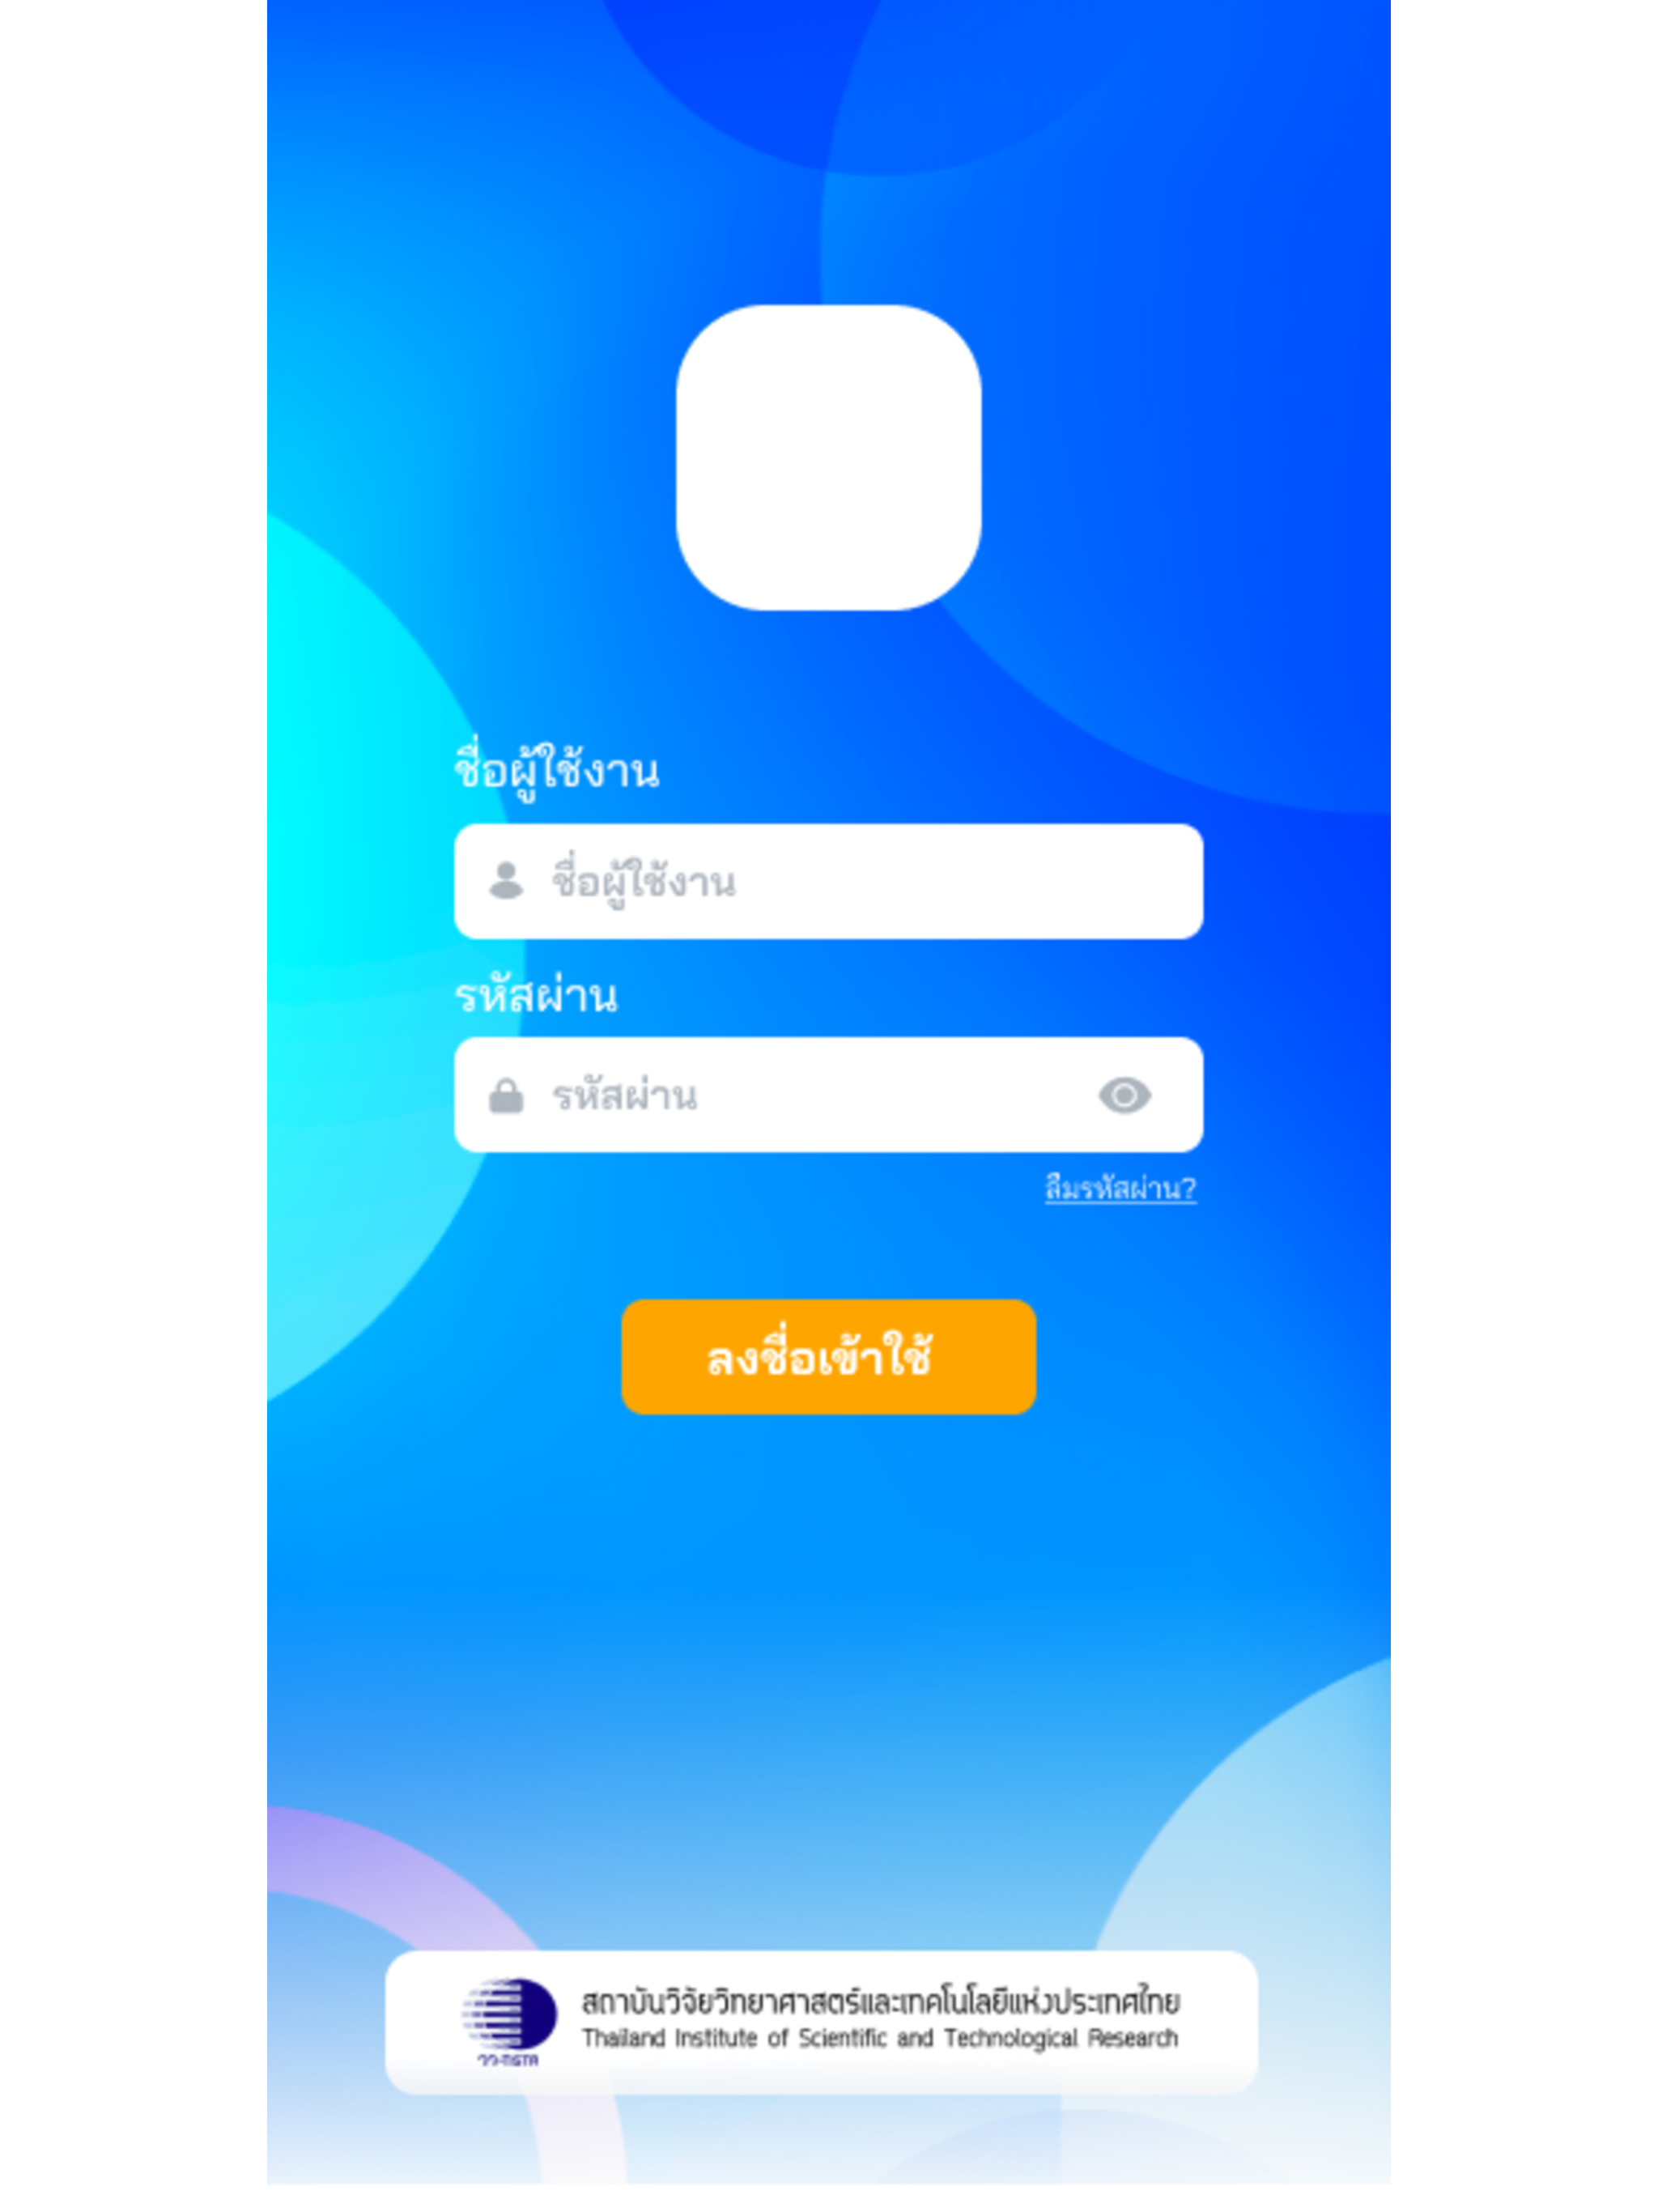 ชื่อผู้ใช้งาน
ชื่อผู้ใช้งาน
รหัสผ่าน
รหัสผ่าน
ลืมรหัสผ่าน?
ลงชื่อเข้าใช้
สถาบันวิจัยวิทยาศาสตร์และเทคโนโลยีแห่งประเทศไทย
Thailand Institute of Scientific and Technological Research
วว-TISTR